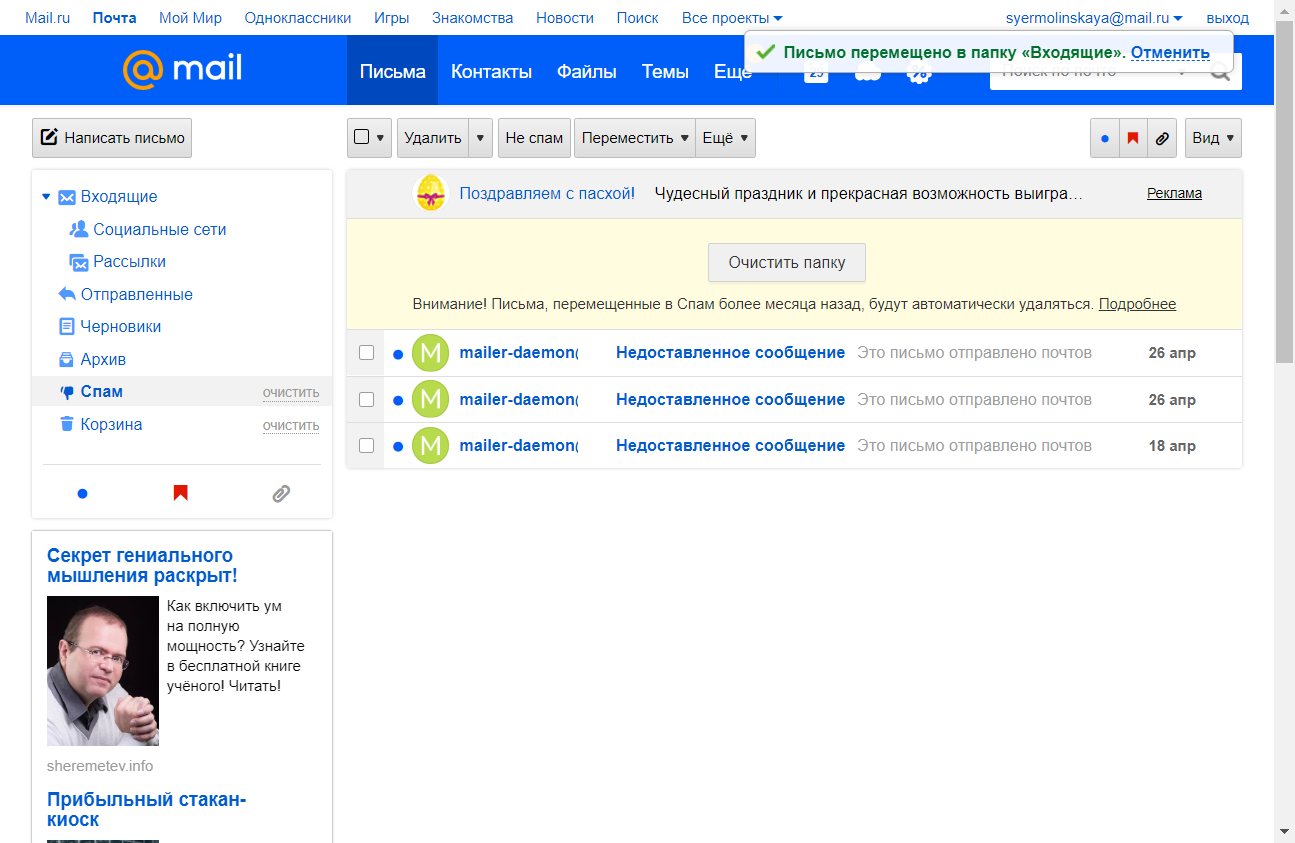 Mail.ru Почта Мой Мир Одноклассники Игры Знакомства Новости Поиск Все проекты syermolinskaya@mail.ru выход
Письмо перемещено в папку «Входящие». Отменить
@mail Письма Контакты Файлы Темы Ещё
Написать письмо Удалить Не спам Переместить Ещё Вид
Входящие
Социальные сети
Рассылки
Отправленные
Черновики
Архив
Спам очистить
Корзина очистить
Поздравляем с пасхой! Чудесный праздник и прекрасная возможность выигра… Реклама
Очистить папку
Внимание! Письма, перемещенные в Спам более месяца назад, будут автоматически удаляться. Подробнее
M mailer-daemon( Недоставленное сообщение Это письмо отправлено почтов 26 апр
M mailer-daemon( Недоставленное сообщение Это письмо отправлено почтов 26 апр
M mailer-daemon( Недоставленное сообщение Это письмо отправлено почтов 18 апр
Секрет гениального
мышления раскрыт!
Как включить ум
на полную
мощность? Узнайте
в бесплатной книге
учёного! Читать!
sheremetev.info
Прибыльный стакан-
киоск